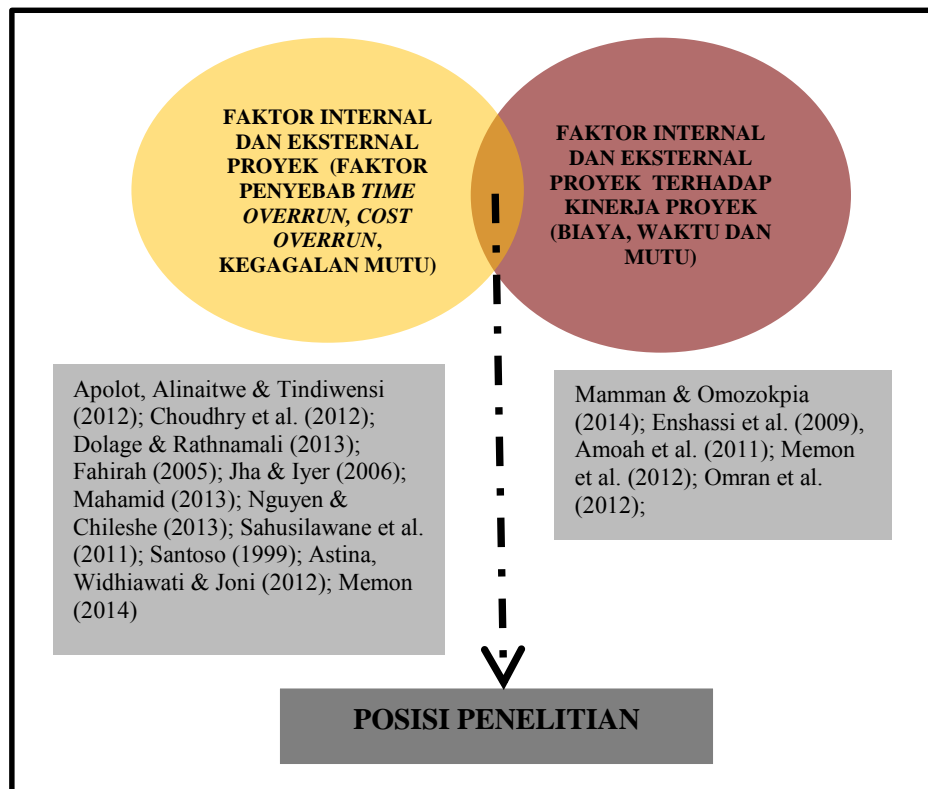 FAKTOR INTERNAL
DAN EKSTERNAL
PROYEK (FAKTOR
PENYEBAB TIME
OVERRUN, COST
OVERRUN,
KEGAGALAN MUTU)
FAKTOR INTERNAL
DAN EKSTERNAL
PROYEK TERHADAP
KINERJA PROYEK
(BIAYA, WAKTU DAN
MUTU)
Apolot, Alinaitwe & Tindiwensi
(2012); Choudhry et al. (2012);
Dolage & Rathnamali (2013);
Fahirah (2005); Jha & Iyer (2006);
Mahamid (2013); Nguyen &
Chileshe (2013); Sahusilawane et al.
(2011); Santoso (1999); Astina,
Widhiawati & Joni (2012); Memon
(2014)
Mamman & Omozokpia
(2014); Enshassi et al. (2009),
Amoah et al. (2011); Memon
et al. (2012); Omran et al.
(2012);
POSISI PENELITIAN